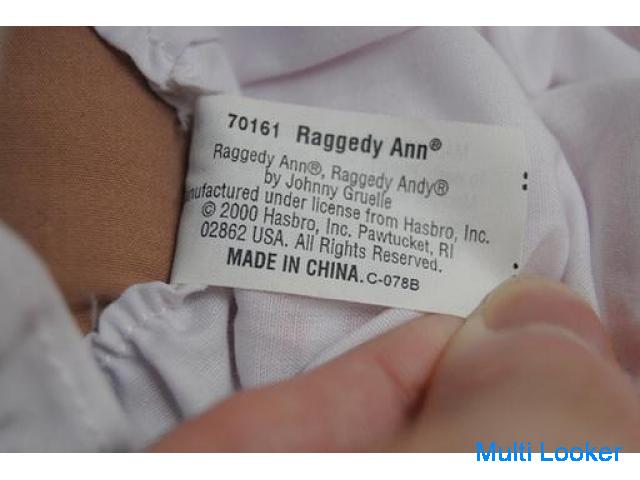 70161 Raggedy Ann®
Raggedy Ann®, Raggedy Andy®
by Johnny Gruelle
nufactured under license from Hasbro, Inc.
© 2000 Hasbro, Inc. Pawtucket, RI
02862 USA. All Rights Reserved.
MADE IN CHINA. C-078B
Multi Looker